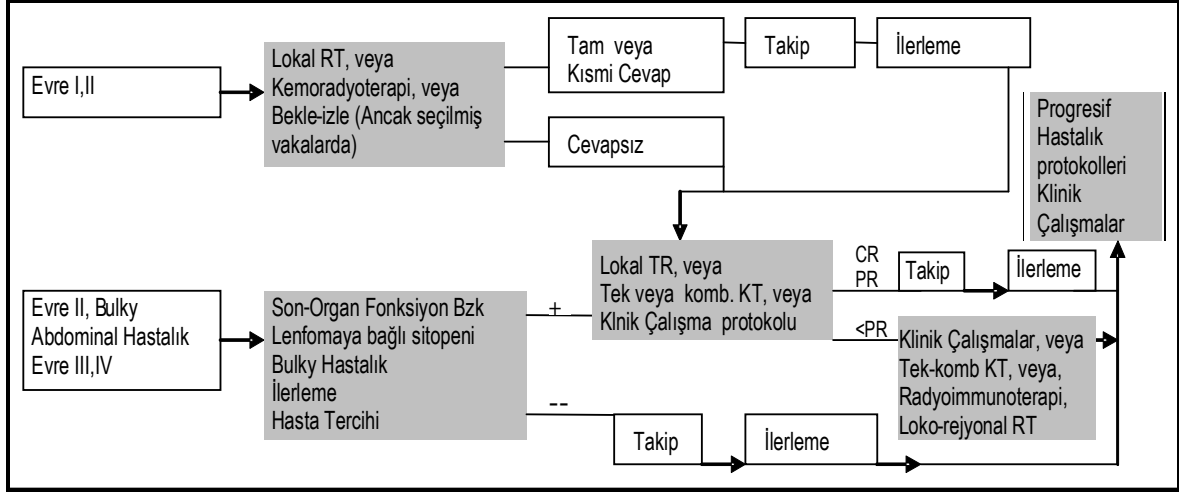 Evre I,II
Lokal RT, veya
Kemoradyoterapi, veya
Bekle-izle (Ancak seçilmiş
vakalarda)
Tam veya
Kısmi Cevap
Takip
İlerleme
Cevapsız
Progresif
Hastalık
protokolleri
Klinik
Çalışmalar
Evre II, Bulky
Abdominal Hastalık
Evre III,IV
Son-Organ Fonksiyon Bzk
Lenfomaya bağlı sitopeni
Bulky Hastalık
İlerleme
Hasta Tercihi
+
--
Lokal TR, veya
Tek veya komb. KT, veya
Klnik Çalışma protokolu
CR
PR
<PR
Takip
İlerleme
Klinik Çalışmalar, veya
Tek-komb KT, veya,
Radyoimmunoterapi,
Loko-rejyonal RT
Takip
İlerleme